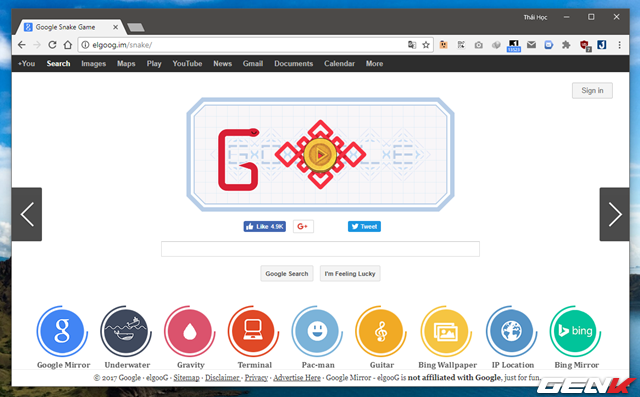 Thái Học
Google Snake Game
elgoog.im/snake/
+You Search Images Maps Play YouTube News Gmail Documents Calendar More
Sign in
GOOGLE
Like 4.9K G+ Tweet
Google Search I'm Feeling Lucky
g bing
Google Mirror Underwater Gravity Terminal Pac-man Guitar Bing Wallpaper IP Location Bing Mirror
© 2017 Google · elgooG · Sitemap · Disclaimer · Privacy · Advertise Here · Google Mirror - elgooG is not affiliated with Google, just for fun.
GENK